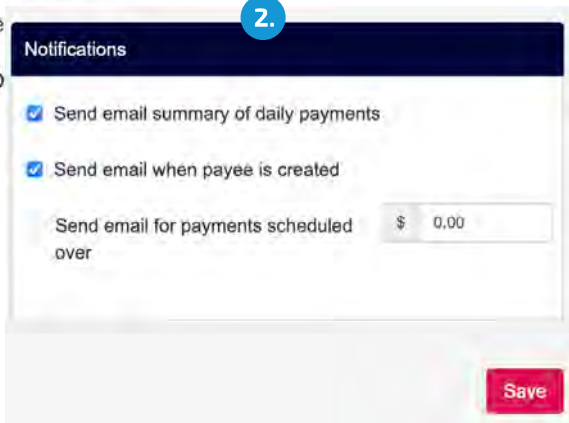 2.
Notifications
Send email summary of daily payments
Send email when payee is created
Send email for payments scheduled
over
$ 0.00
Save